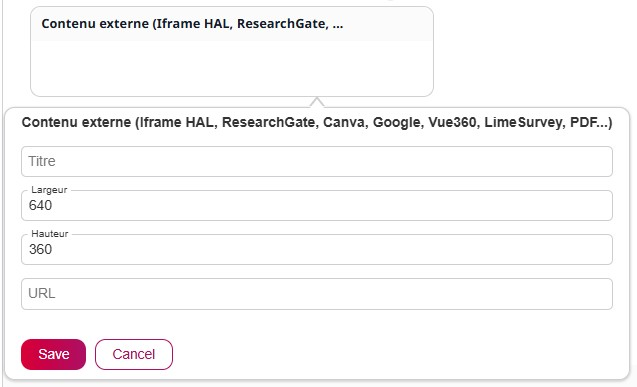 Contenu externe (Iframe HAL, ResearchGate, ...
Contenu externe (Iframe HAL, ResearchGate, Canva, Google, Vue360, LimeSurvey, PDF...)
Titre
Largeur
640
Hauteur
360
URL
Save Cancel